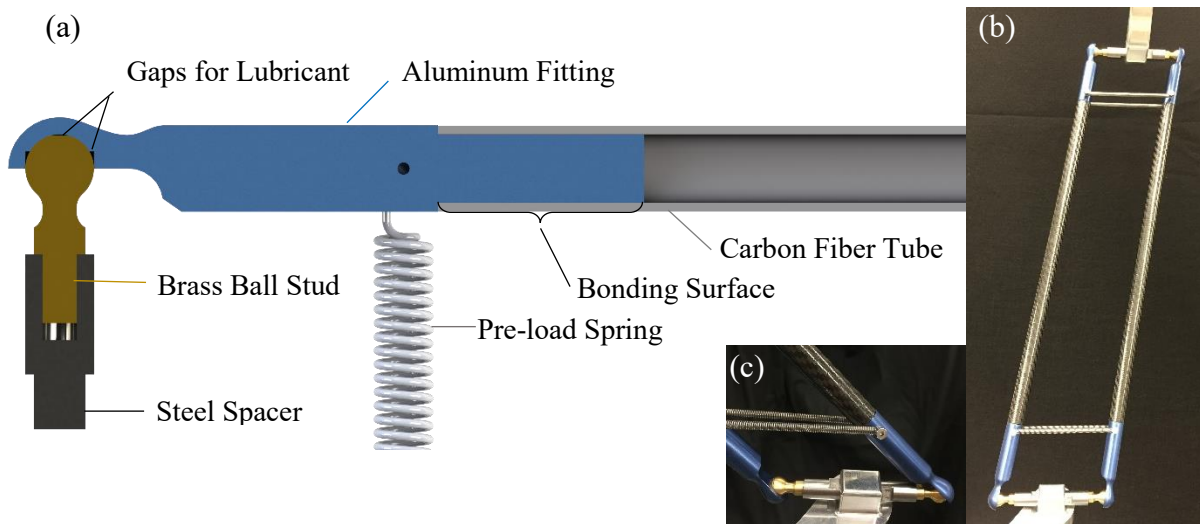 (a)
(b)
Gaps for Lubricant
Aluminum Fitting
Carbon Fiber Tube
Brass Ball Stud
Bonding Surface
Pre-load Spring
(c)
Steel Spacer